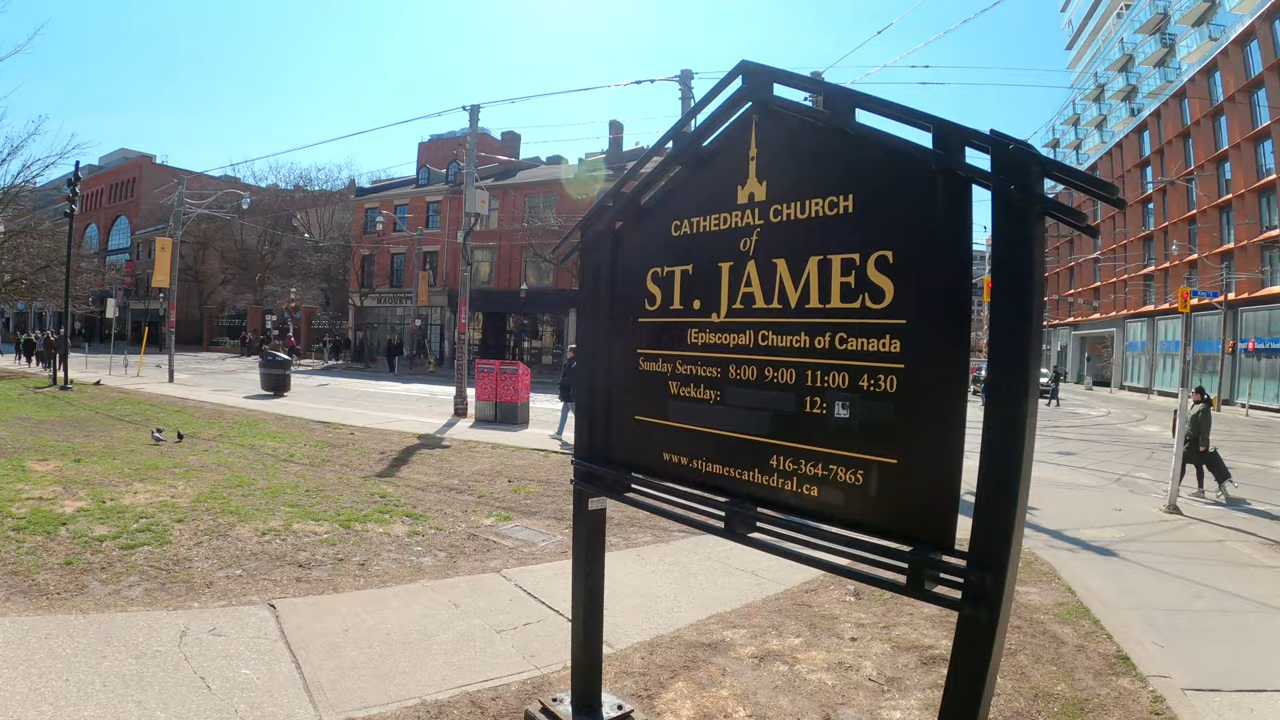 CATHEDRAL CHURCH
of
ST. JAMES
(Episcopal) Church of Canada
Sunday Services: 8:00 9:00 11:00 4:30
Weekday: 12:15
416-364-7865
www.stjamescathedral.ca